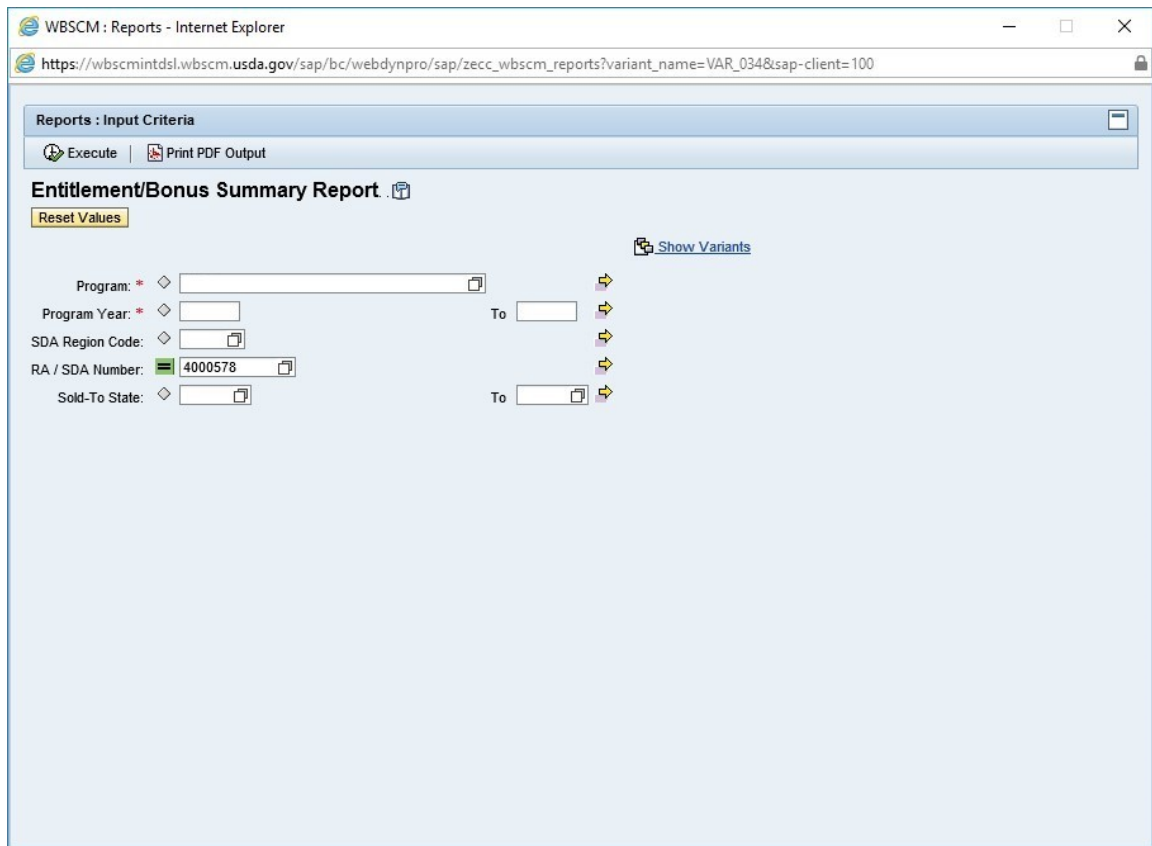 WBSCM : Reports - Internet Explorer
https://wbscmintdsl.wbscm.usda.gov/sap/bc/webdynpro/sap/zecc_wbscm_reports?variant_name=VAR_034&sap-client=100
Reports : Input Criteria
Execute | Print PDF Output
Entitlement/Bonus Summary Report
Reset Values
Show Variants
Program: *
Program Year: * To
SDA Region Code:
RA / SDA Number: 4000578
Sold-To State: To